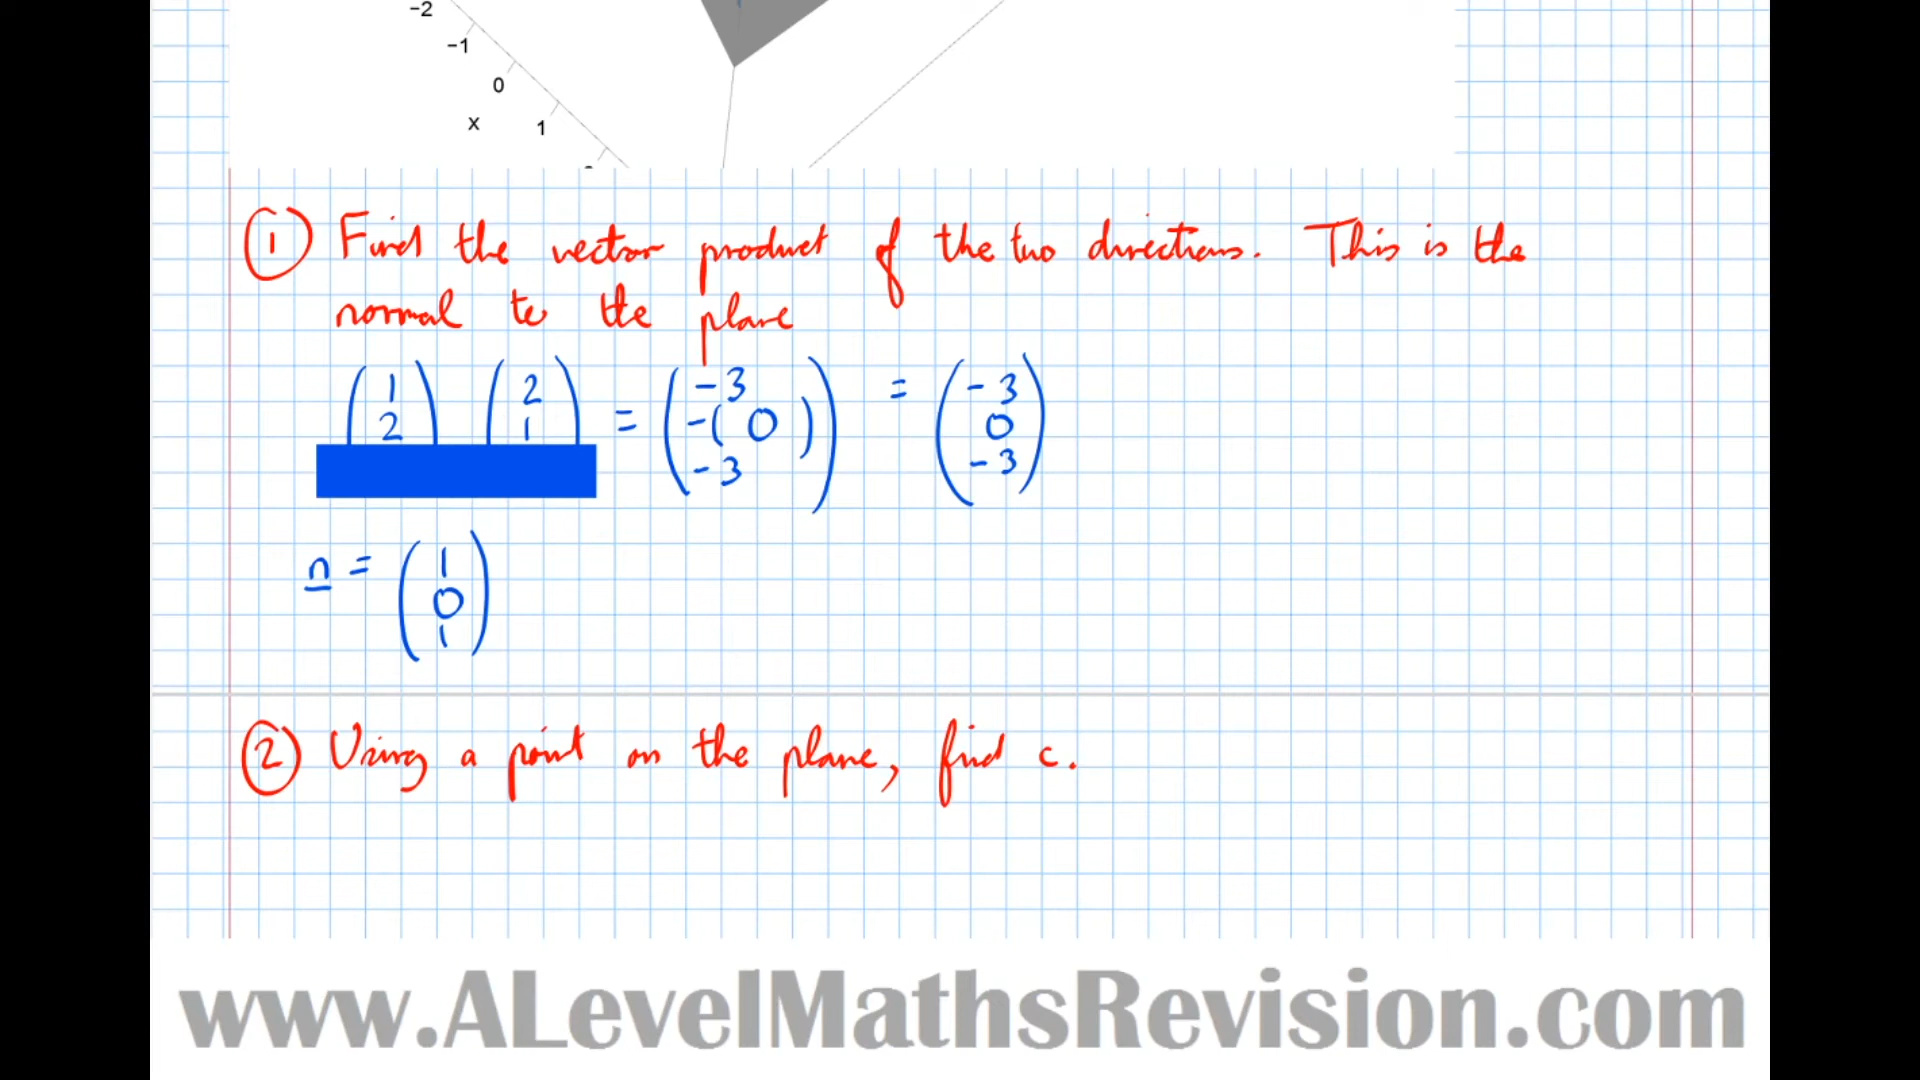 -2
-1
0
x 1
① Find the vector product of the two directions. This is the
normal to the plane
(1 2) (2 1) = (-3 -( 0 ) -3) = (-3 0 -3)
n = (1 0 1)
② Using a point on the plane, find c.
www.ALevelMathsRevision.com